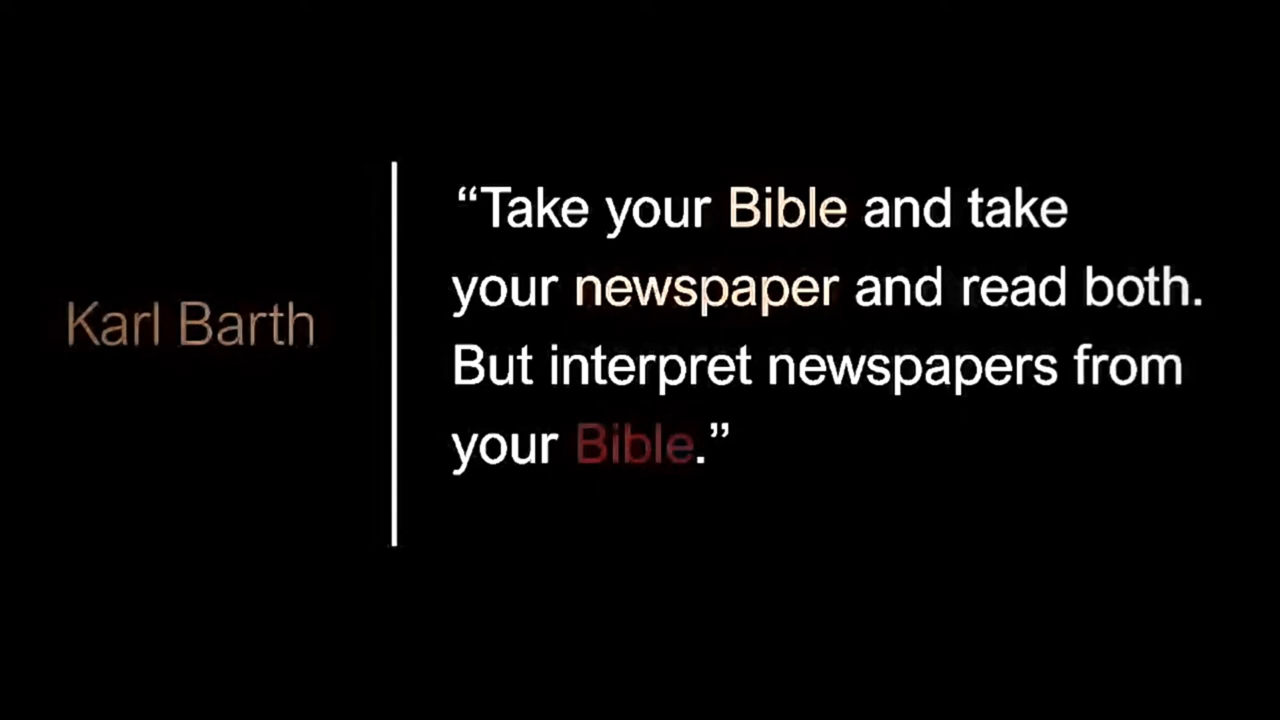 Karl Barth
“Take your Bible and take
your newspaper and read both.
But interpret newspapers from
your Bible.”